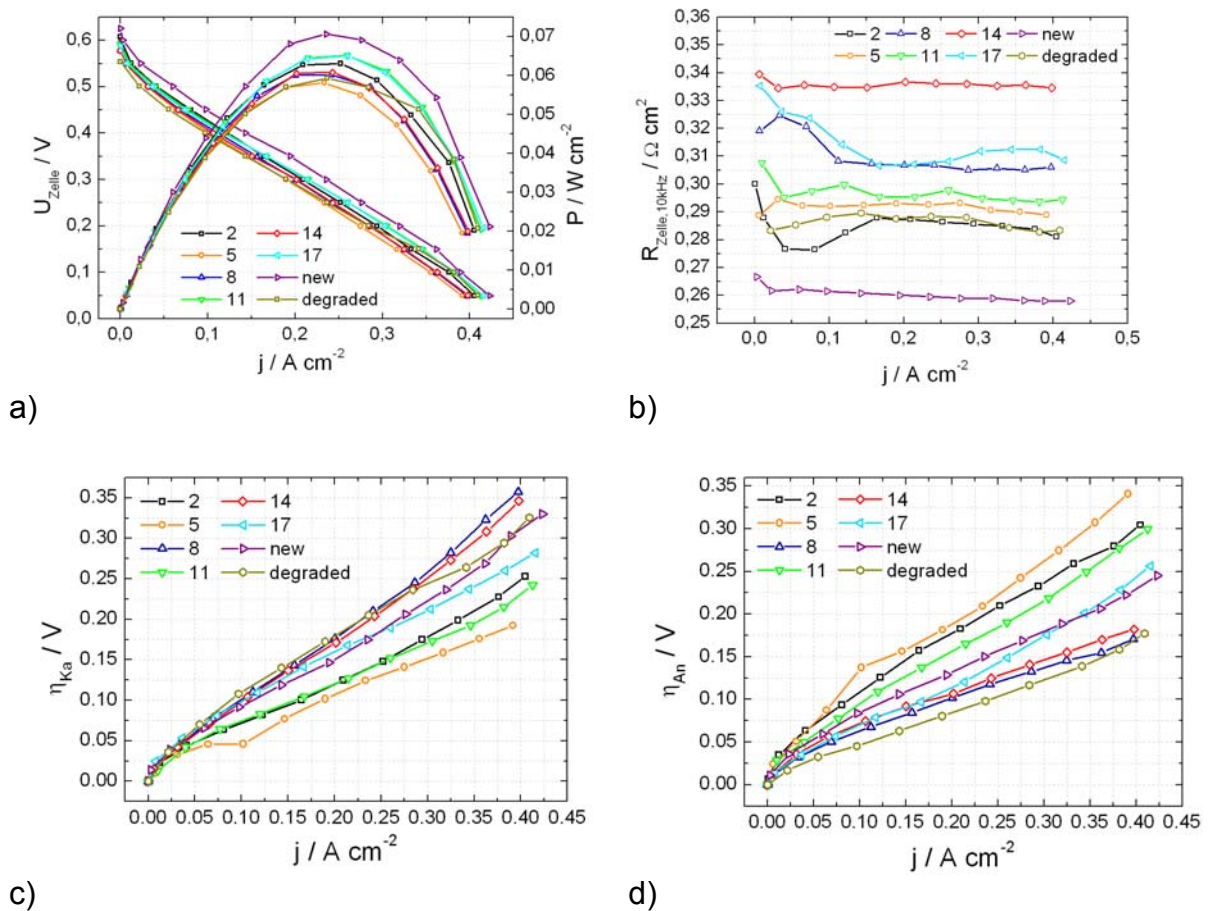 0,6
0,5
0,4
0,3
0,2
0,1
0,0
U_Zelle / V
0,07
0,06
0,05
0,04
0,03
0,02
0,01
0,00
P / W cm⁻²
2
5
8
11
14
17
new
degraded
0,0 0,1 0,2 0,3 0,4
j / A cm⁻²
a)
0,36
0,35
0,34
0,33
0,32
0,31
0,30
0,29
0,28
0,27
0,26
0,25
R_Zelle,10kHz / Ω cm²
2 8 14 new
5 11 17 degraded
0,0 0,1 0,2 0,3 0,4 0,5
j / A cm⁻²
b)
0.35
0.30
0.25
0.20
0.15
0.10
0.05
0.00
η_Ka / V
2
5
8
11
14
17
new
degraded
0.00 0.05 0.10 0.15 0.20 0.25 0.30 0.35 0.40 0.45
j / A cm⁻²
c)
0.35
0.30
0.25
0.20
0.15
0.10
0.05
0.00
η_An / V
2
5
8
11
14
17
new
degraded
0.00 0.05 0.10 0.15 0.20 0.25 0.30 0.35 0.40 0.45
j / A cm⁻²
d)